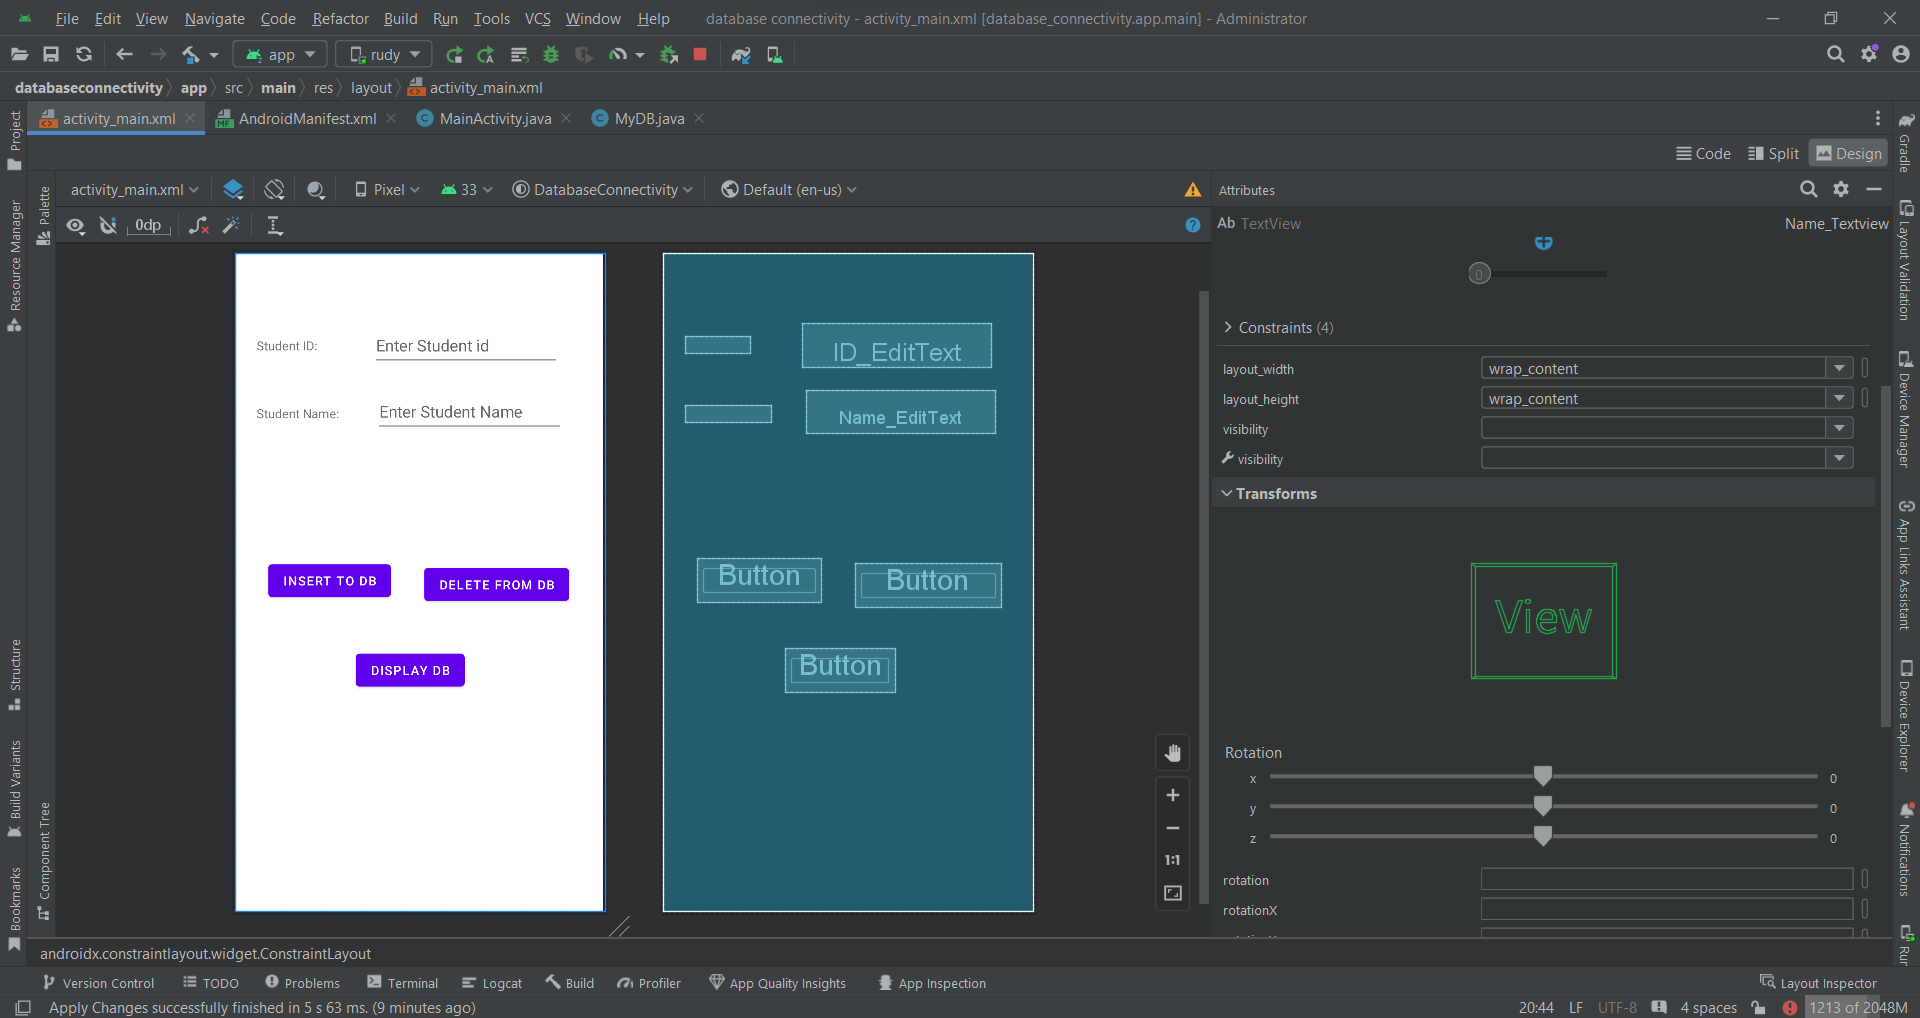 File Edit View Navigate Code Refactor Build Run Tools VCS Window Help database connectivity - activity_main.xml [database_connectivity.app.main] - Administrator
app rudy
databaseconnectivity app src main res layout activity_main.xml
activity_main.xml AndroidManifest.xml MainActivity.java MyDB.java
Code Split Design
activity_main.xml Pixel 33 DatabaseConnectivity Default (en-us)
0dp
Project
Resource Manager
Structure
Build Variants
Bookmarks
Palette
Component Tree
Student ID: Enter Student id
Student Name: Enter Student Name
INSERT TO DB DELETE FROM DB
DISPLAY DB
ID_EditText
Name_EditText
Button Button
Button
1:1
Attributes
Ab TextView Name_Textview
0
Constraints (4)
layout_width wrap_content
layout_height wrap_content
visibility
visibility
Transforms
View
Rotation
x 0
y 0
z 0
rotation
rotationX
Gradle
Layout Validation
Device Manager
App Links Assistant
Device Explorer
Notifications
androidx.constraintlayout.widget.ConstraintLayout
Version Control TODO Problems Terminal Logcat Build Profiler App Quality Insights App Inspection Layout Inspector
Apply Changes successfully finished in 5 s 63 ms. (9 minutes ago) 20:44 LF UTF-8 4 spaces 1213 of 2048M